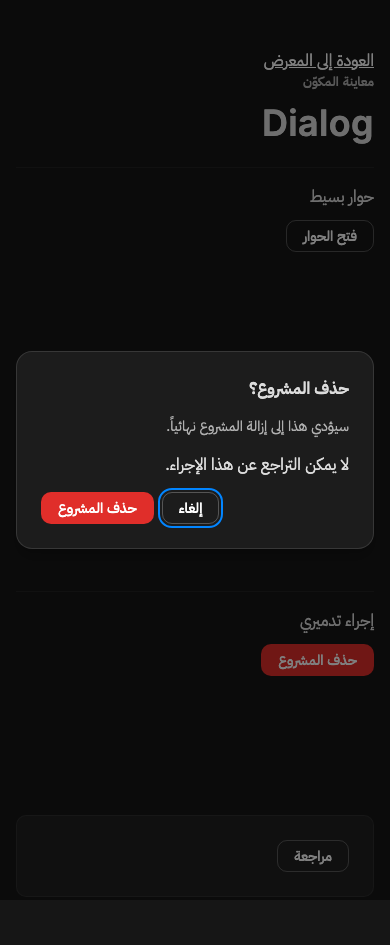 العودة إلى المعرض
معاينة المكوّن
Dialog
حوار بسيط
فتح الحوار
حذف المشروع؟
سيؤدي هذا إلى إزالة المشروع نهائياً.
لا يمكن التراجع عن هذا الإجراء.
إلغاء
حذف المشروع
إجراء تدميري
حذف المشروع
مراجعة